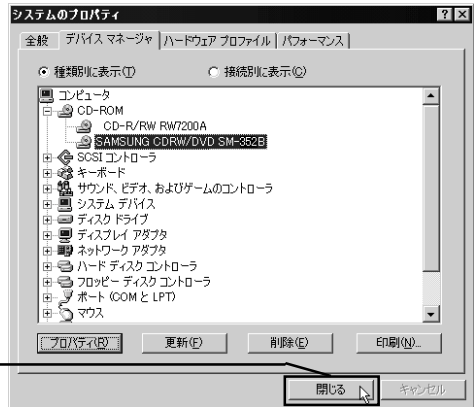 システムのプロパティ
全般 デバイス マネージャ ハードウェア プロファイル パフォーマンス
種類別に表示(T) 接続別に表示(C)
コンピュータ
CD-ROM
CD-R/RW RW7200A
SAMSUNG CDRW/DVD SM-352B
SCSI コントローラ
キーボード
サウンド、ビデオ、およびゲームのコントローラ
システム デバイス
ディスク ドライブ
ディスプレイ アダプタ
ネットワーク アダプタ
ハード ディスク コントローラ
フロッピー ディスク コントローラ
ポート (COM と LPT)
マウス
プロパティ(R) 更新(F) 削除(E) 印刷(N)...
閉じる キャンセル